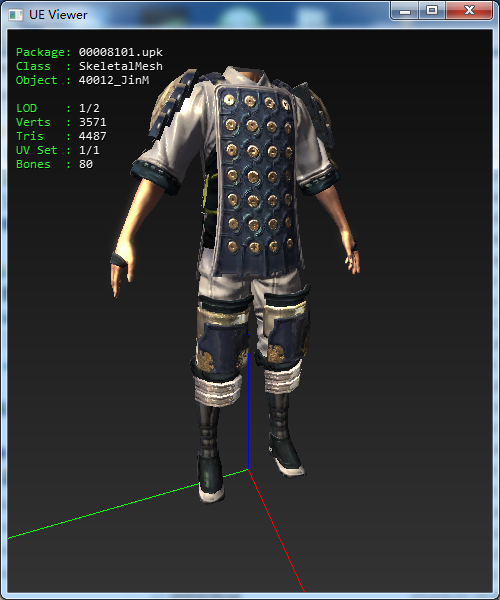 UE Viewer
Package: 00008101.upk
Class : SkeletalMesh
Object : 40012_JinM
LOD : 1/2
Verts : 3571
Tris : 4487
UV Set : 1/1
Bones : 80